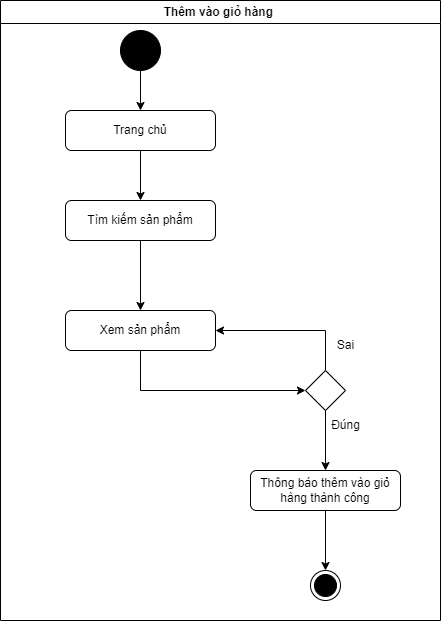 Thêm vào giỏ hàng
Trang chủ
Tìm kiếm sản phẩm
Xem sản phẩm
Sai
Đúng
Thông báo thêm vào giỏ
hàng thành công